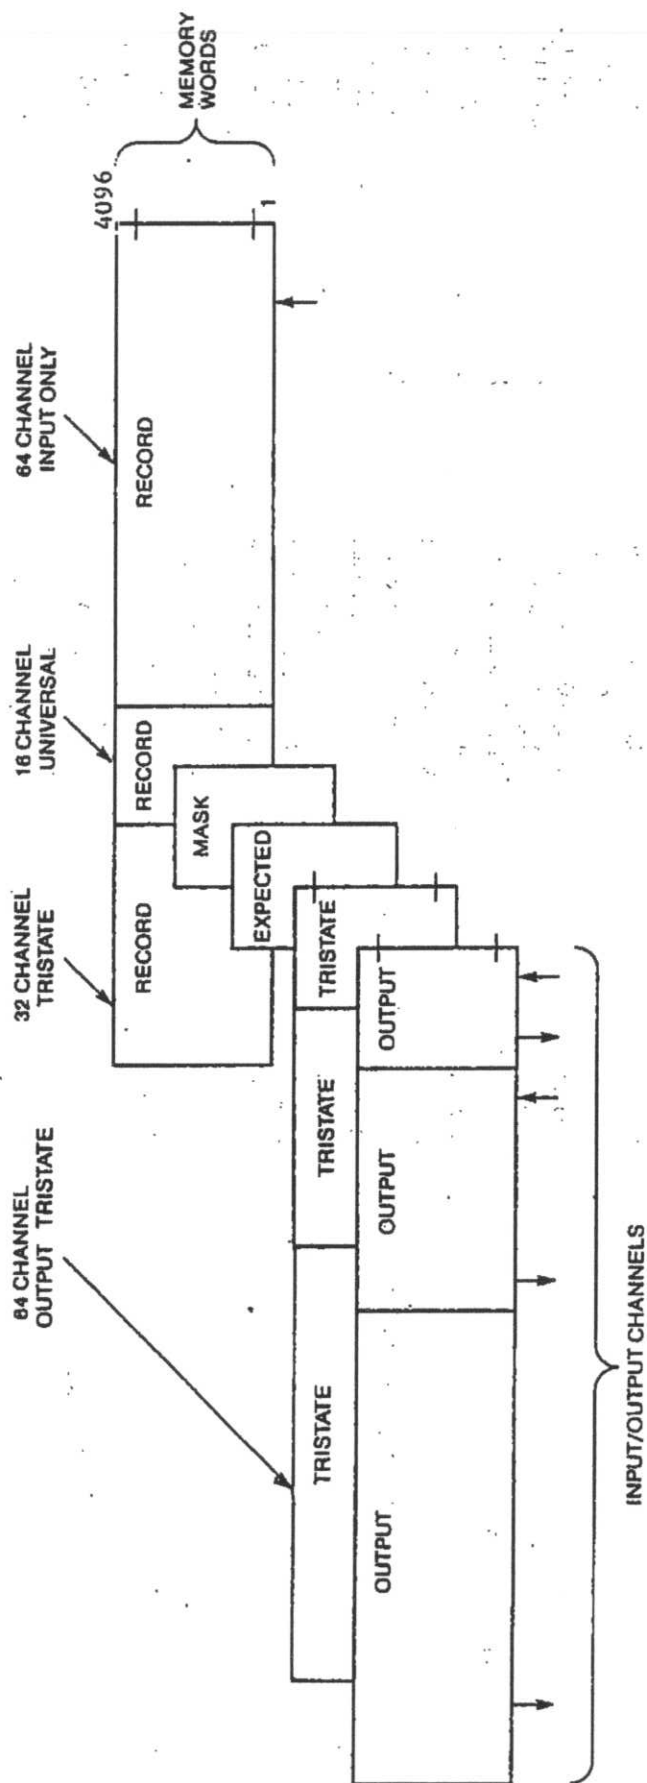 64 CHANNEL
OUTPUT TRISTATE
32 CHANNEL
TRISTATE
16 CHANNEL
UNIVERSAL
64 CHANNEL
INPUT ONLY
4096
1
MEMORY
WORDS
RECORD
RECORD
RECORD
MASK
EXPECTED
TRISTATE
TRISTATE
TRISTATE
OUTPUT
OUTPUT
OUTPUT
INPUT/OUTPUT CHANNELS